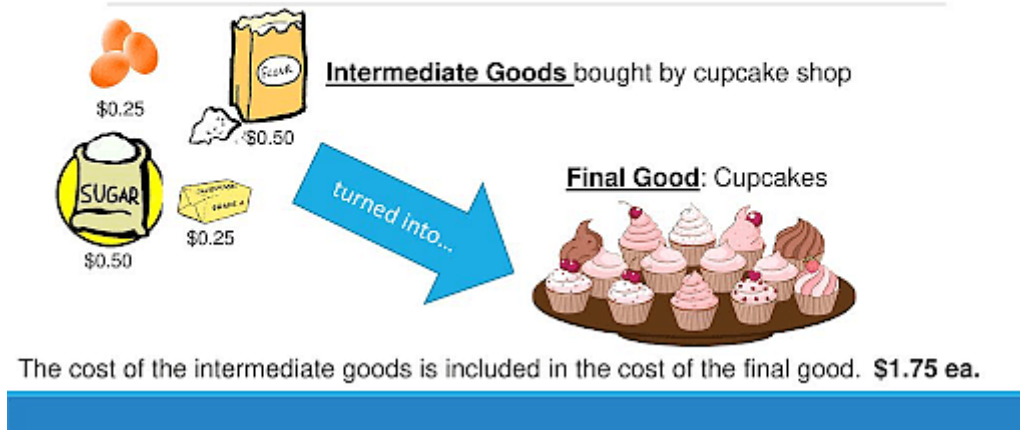 $0.25
FLOUR
$0.50
Intermediate Goods bought by cupcake shop
SUGAR
$0.50
$0.25
turned into...
Final Good: Cupcakes
The cost of the intermediate goods is included in the cost of the final good. $1.75 ea.